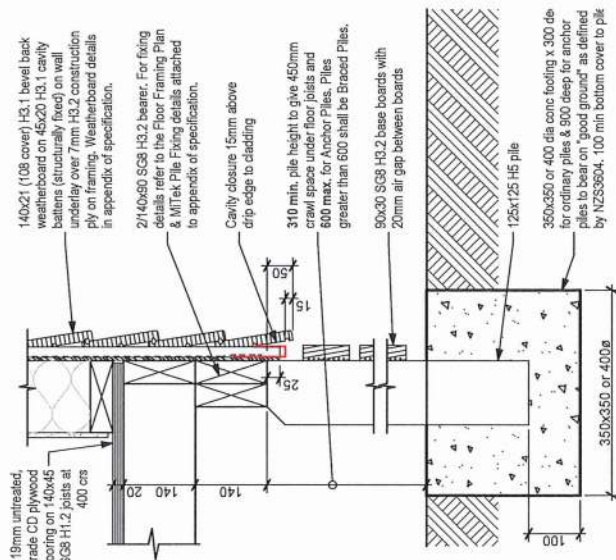 140x21 (108 cover) H3.1 bevel back
weatherboard on 45x20 H3.1 cavity
battens (structurally fixed) on wall
underlay over 7mm H3.2 construction
ply on framing. Weatherboard details
in appendix of specification.
2/140x90 SG8 H3.2 bearer. For fixing
details refer to the Floor Framing Plan
& MiTek Pile Fixing details attached
to appendix of specification.
Cavity closure 15mm above
drip edge to cladding
310 min. pile height to give 450mm
crawl space under floor joists and
600 max. for Anchor Piles. Piles
greater than 600 shall be Braced Piles.
90x30 SG8 H3.2 base boards with
20mm air gap between boards
125x125 H5 pile
350x350 or 400 dia conc footing x 300 de
for ordinary piles & 900 deep for anchor
piles to bear on "good ground" as defined
by NZS3604. 100 min bottom cover to pile
19mm untreated,
rade CD plywood
ooring on 140x45
SG8 H1.2 joists at
400 crs
50
15
25
20
140
140
100
350x350 or 400ø